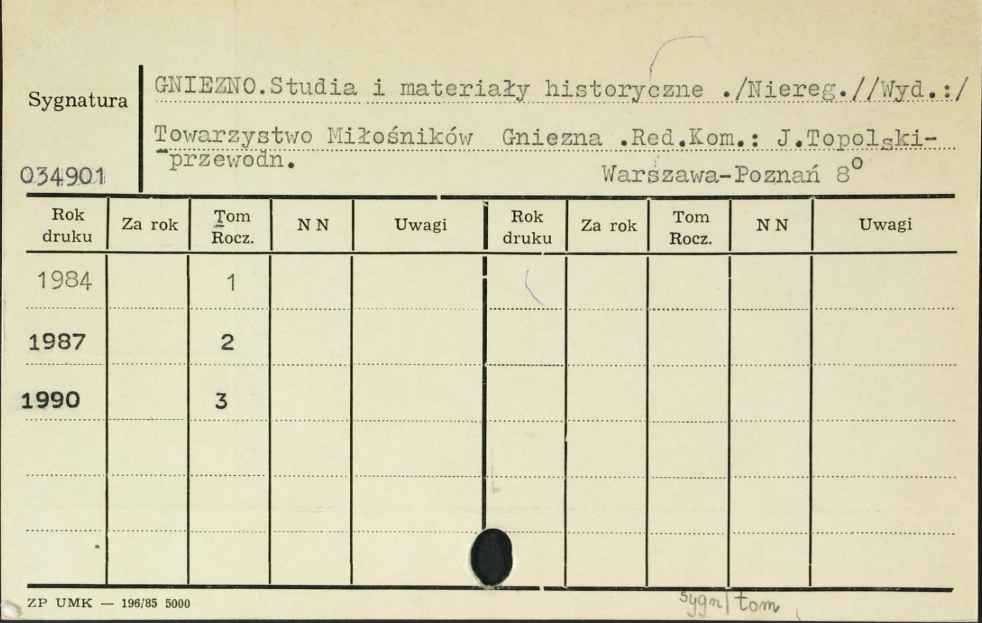 GNIEZNO.Studia i materiały historyczne ./Niereg.//Wyd.:/
Sygnatura
Towarzystwo Miłośników Gniezna .Red.Kom.: J.Topolski-
-przewodn.
034901 Warszawa-Poznań 8°
Rok druku Za rok Tom Rocz. N N Uwagi Rok druku Za rok Tom Rocz. N N Uwagi
1984 1
1987 2
1990 3
ZP UMK — 196/85 5000
sygn/tom